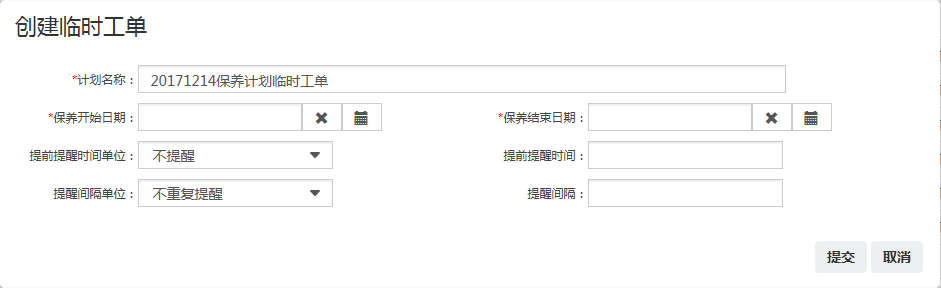 创建临时工单
*计划名称： 20171214保养计划临时工单
*保养开始日期： *保养结束日期：
提前提醒时间单位： 不提醒 提前提醒时间：
提醒间隔单位： 不重复提醒 提醒间隔：
提交 取消